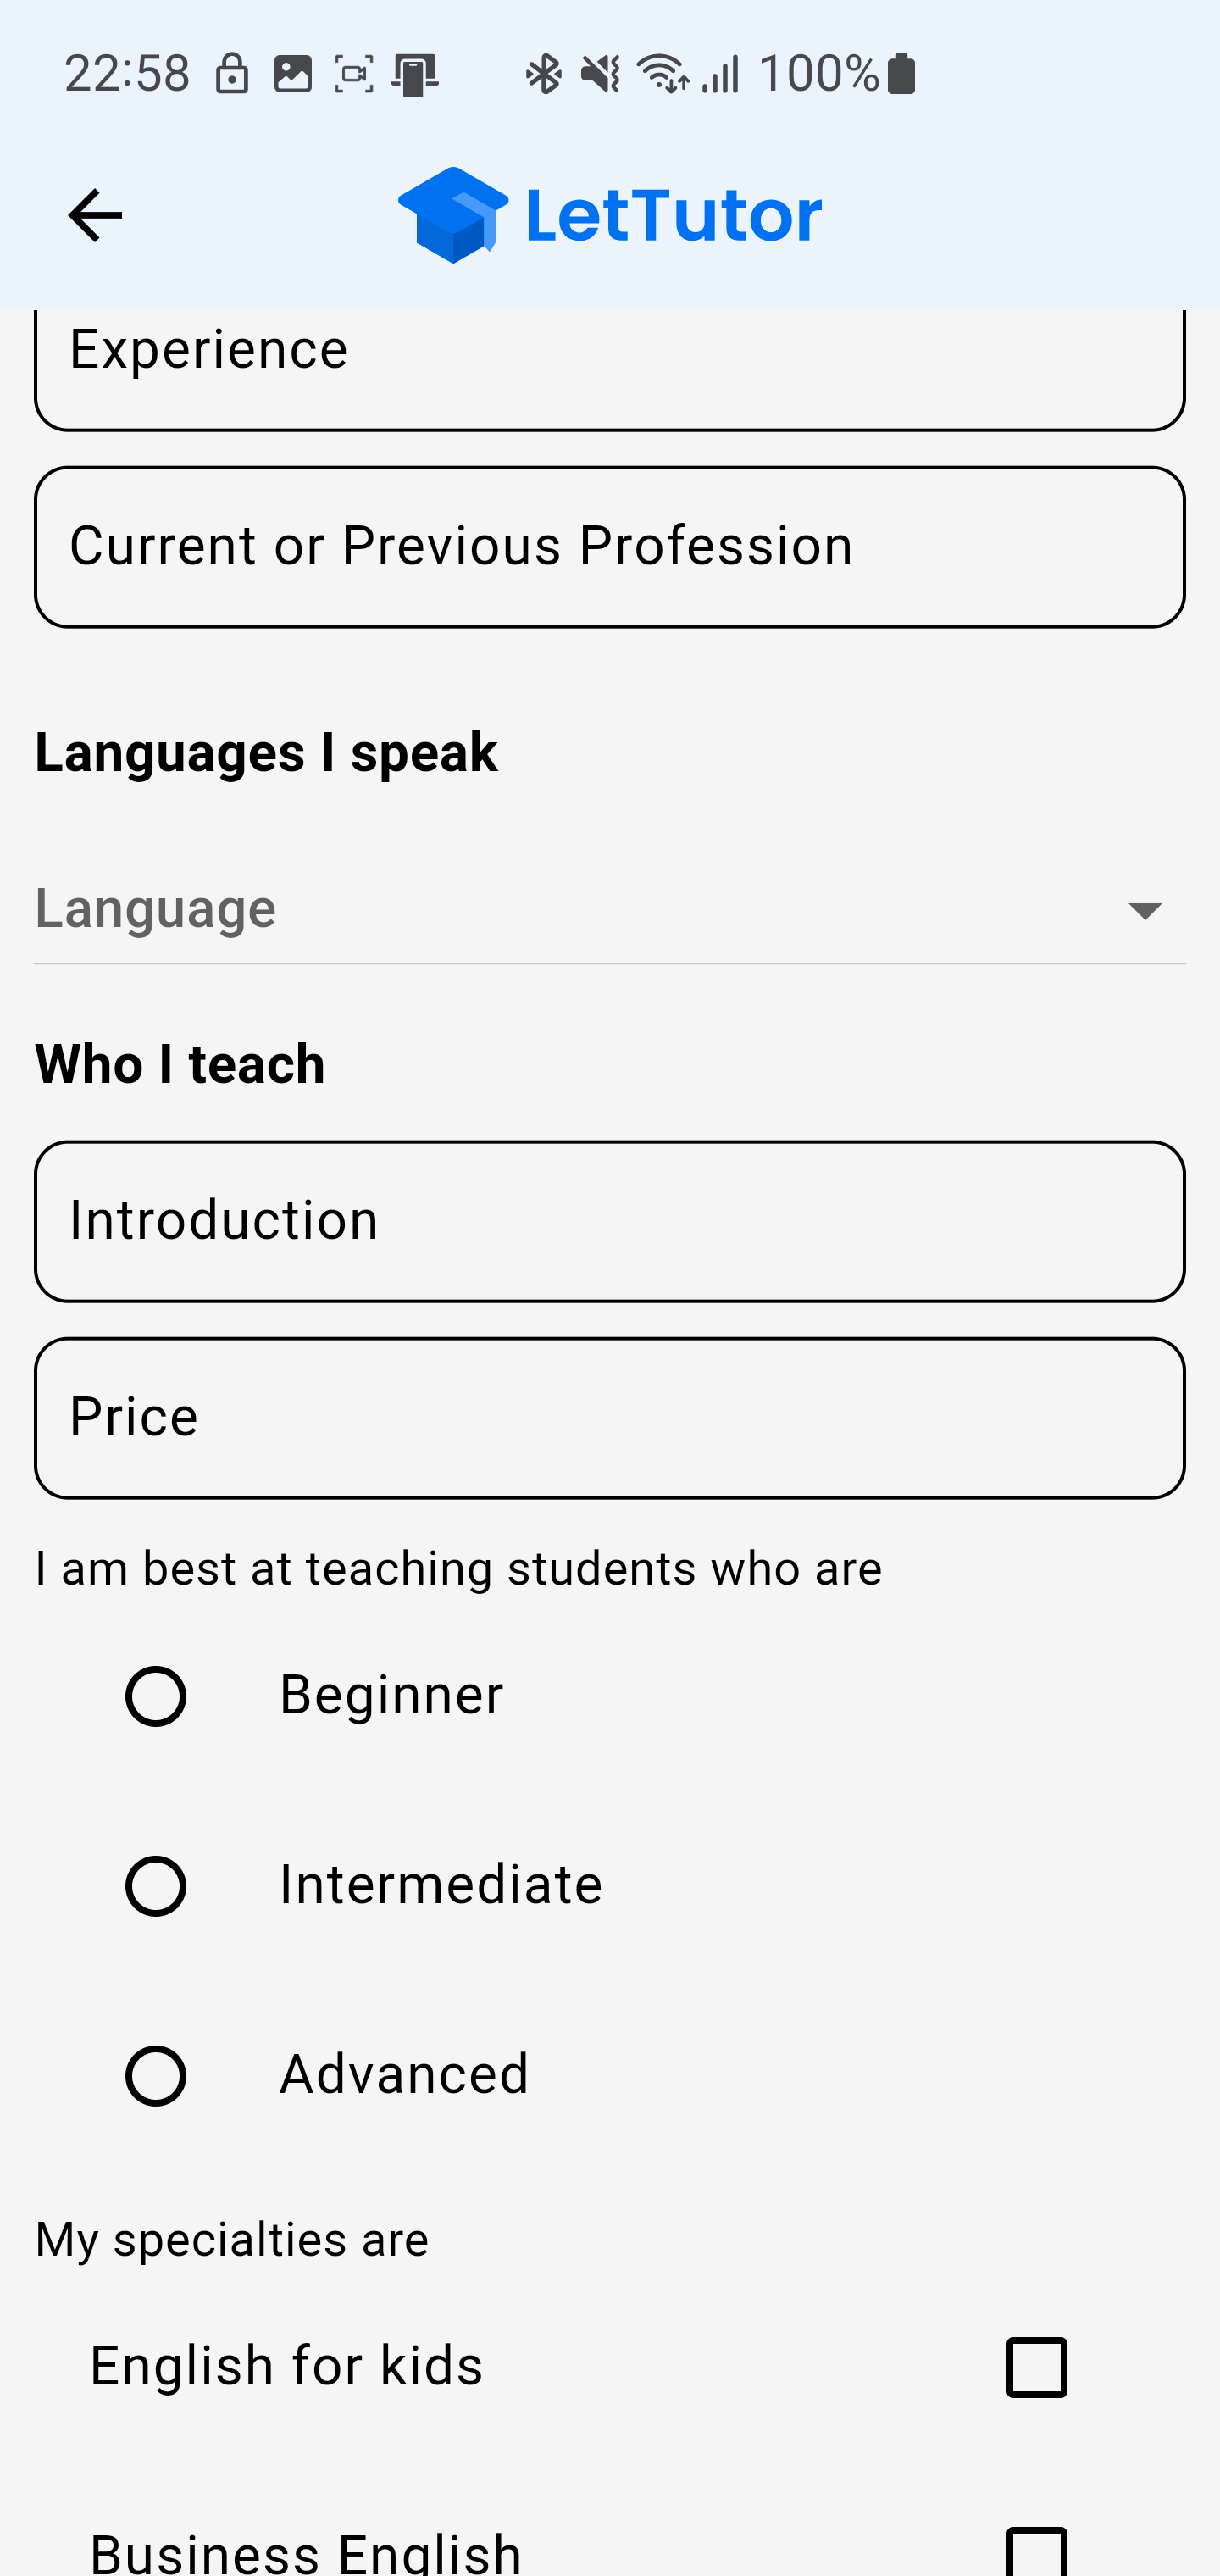 22:58 100%
LetTutor
Experience
Current or Previous Profession
Languages I speak
Language
Who I teach
Introduction
Price
I am best at teaching students who are
Beginner
Intermediate
Advanced
My specialties are
English for kids
Business English